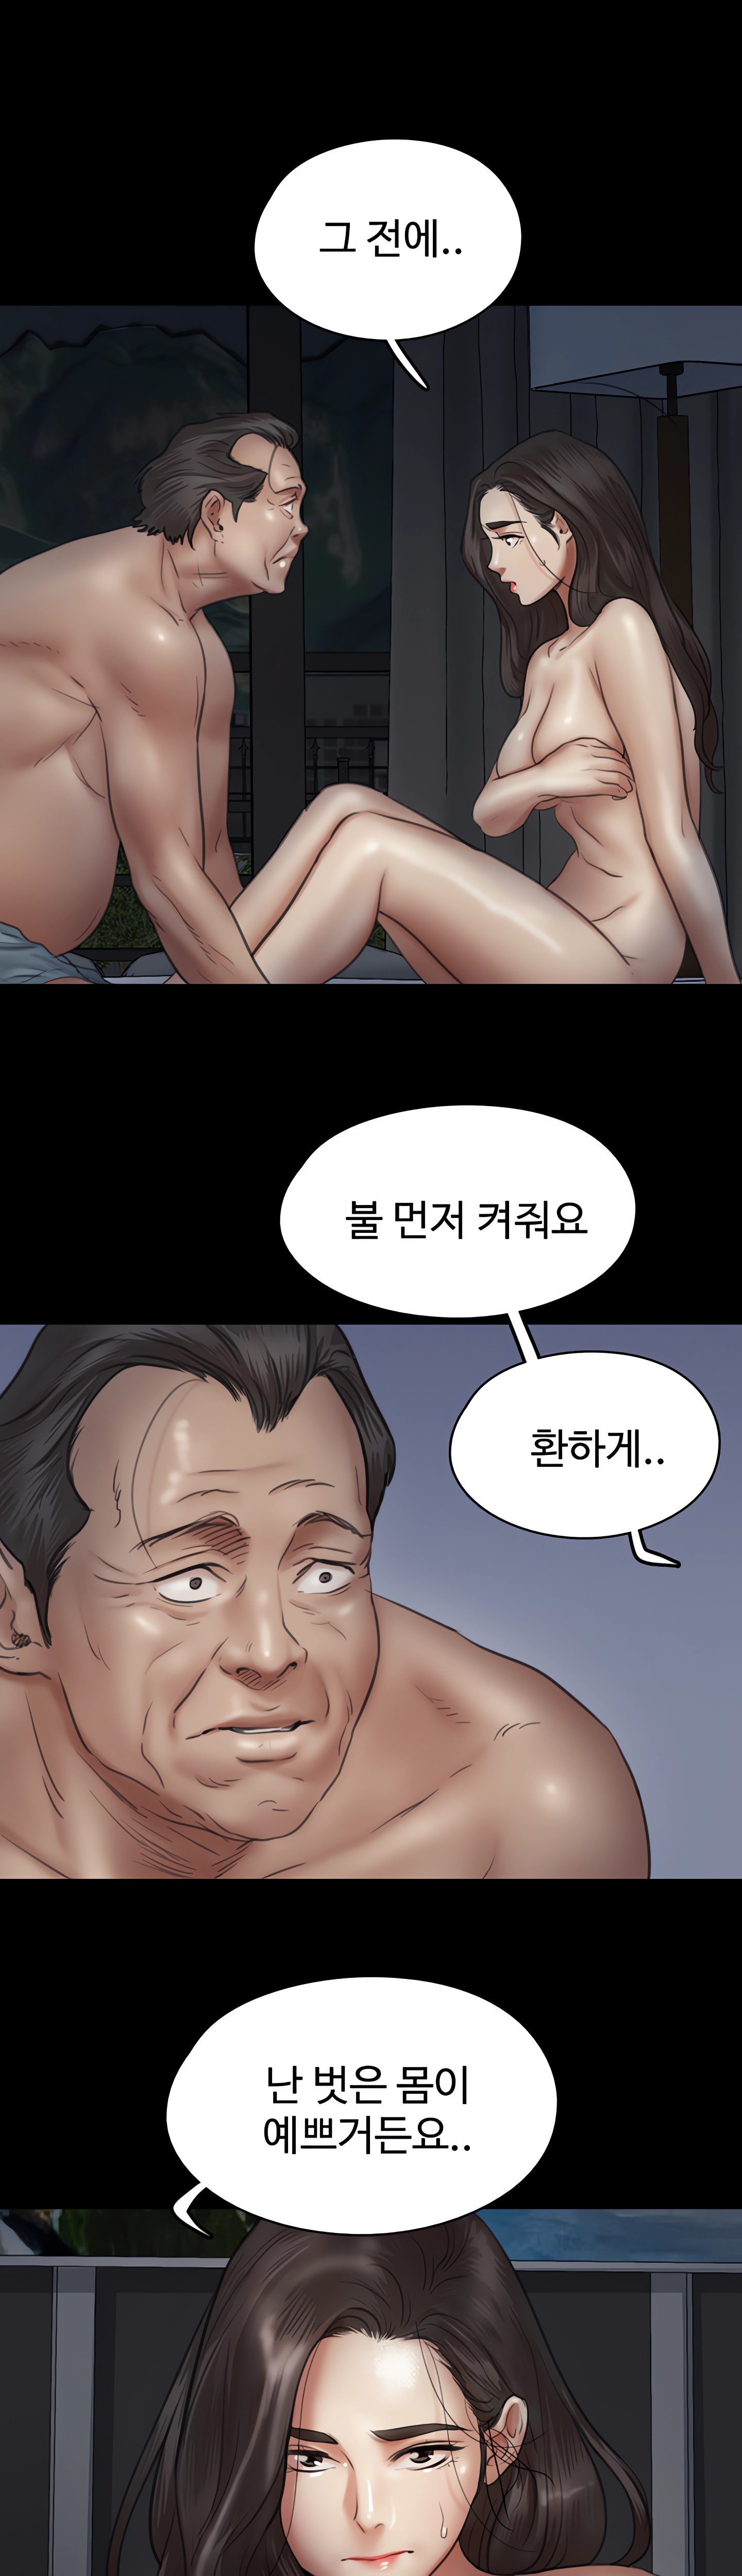 그 전에..
불 먼저 켜줘요
환하게..
난 벗은 몸이
예쁘거든요..